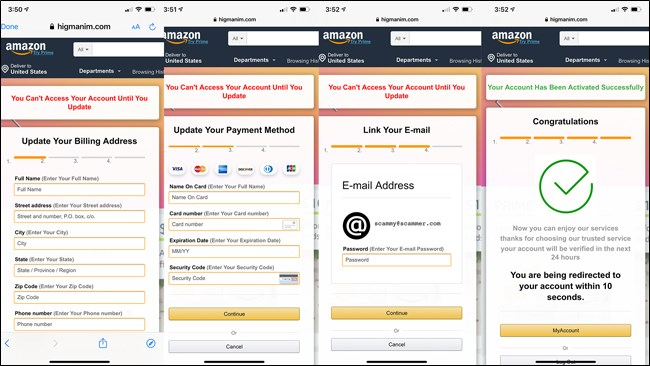 3:50
Done
higmanim.com
AA
amazon
Try Prime
All
Deliver to
United States
Departments
Browsing His
You Can't Access Your Account Until You
Update
Update Your Billing Address
1.
2.
3.
4.
Full Name (Enter Your Full Name)
Full Name
Street address (Enter Your Street address)
Street and number, P.O. box, c/o.
City (Enter Your City)
City
State (Enter Your State)
State / Province / Region
Zip Code (Enter Your Zip Code)
Zip Code
Phone number (Enter Your Phone number)
Phone number
3:51
higmanim.com
amazon
Try Prime
All
Deliver to
United States
Departments
Browsing Hist
You Can't Access Your Account Until You
Update
Update Your Payment Method
1.
2.
3.
4.
VISA
DISCOVER
JCB
Name On Card (Enter Your Full Name)
Name On Card
Card number (Enter Your Card number)
Card number
Expiration Date (Enter Your Expiration Date)
MM/YY
Security Code (Enter Your Security Code)
Security Code
Continue
Or
Cancel
3:52
higmanim.com
amazon
Try Prime
All
Deliver to
United States
Departments
Browsing His
You Can't Access Your Account Until You
Update
Link Your E-mail
1.
2.
3.
4.
E-mail Address
@
scammy@scammer.com
Password (Enter Your E-mail Password)
Password
Continue
Or
Cancel
3:52
higmanim.com
amazon
Try Prime
All
Deliver to
United States
Departments
Browsing Hi
Your Account Has Been Activated Successfully
Congratulations
1.
2.
3.
4.
Now you can enjoy our services
thanks for choosing our trusted service
your account will be verified in the next
24 hours
You are being redirected to
your account within 10
seconds.
MyAccount
Or
Log Out